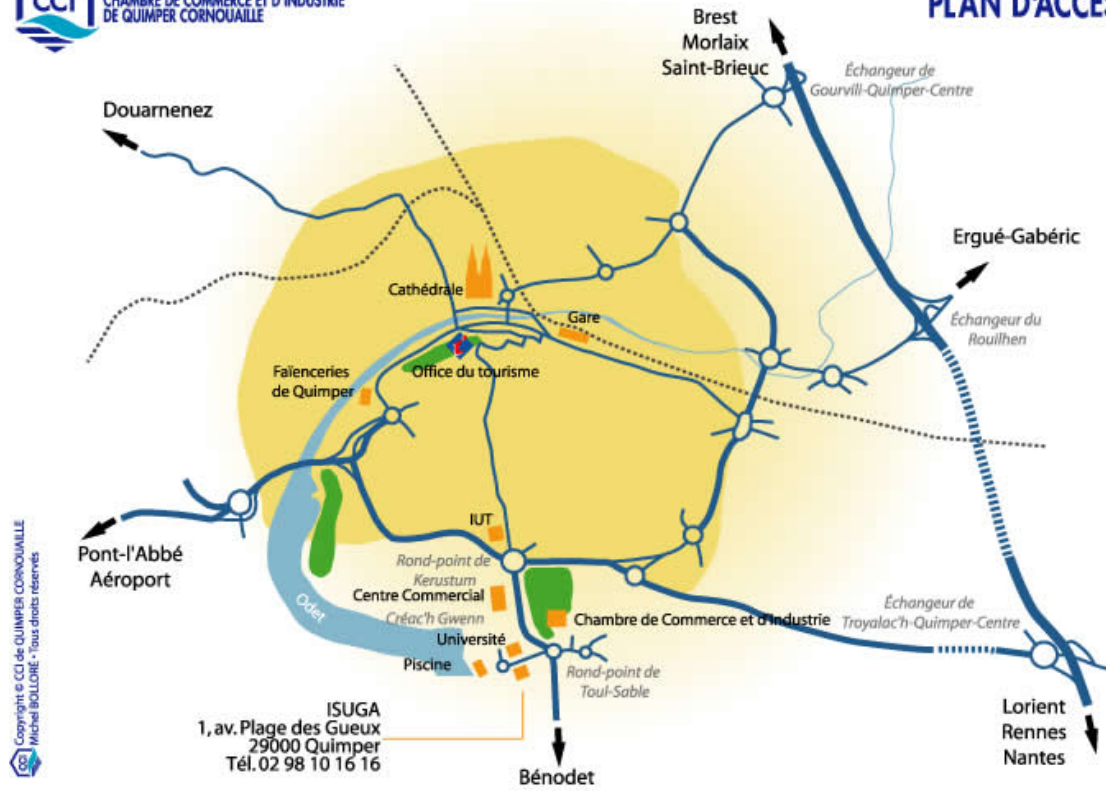 CCI
CHAMBRE DE COMMERCE ET D'INDUSTRIE
DE QUIMPER CORNOUAILLE
PLAN D'ACCES
Brest
Morlaix
Saint-Brieuc
Échangeur de
Gourvili-Quimper-Centre
Douarnenez
Ergué-Gabéric
Cathédrale
Gare
Échangeur du
Rouilhen
Faïenceries
de Quimper
Office du tourisme
Pont-l'Abbé
Aéroport
IUT
Rond-point de
Kerustum
Centre Commercial
Créac'h Gwenn
Chambre de Commerce et d'industrie
Échangeur de
Troyalac'h-Quimper-Centre
Odet
Université
Piscine
Rond-point de
Toul-Sable
ISUGA
1, av. Plage des Gueux
29000 Quimper
Tél. 02 98 10 16 16
Bénodet
Lorient
Rennes
Nantes
CCI
Copyright © CCI de QUIMPER CORNOUAILLE
Michel BOLLORÉ - Tous droits réservés